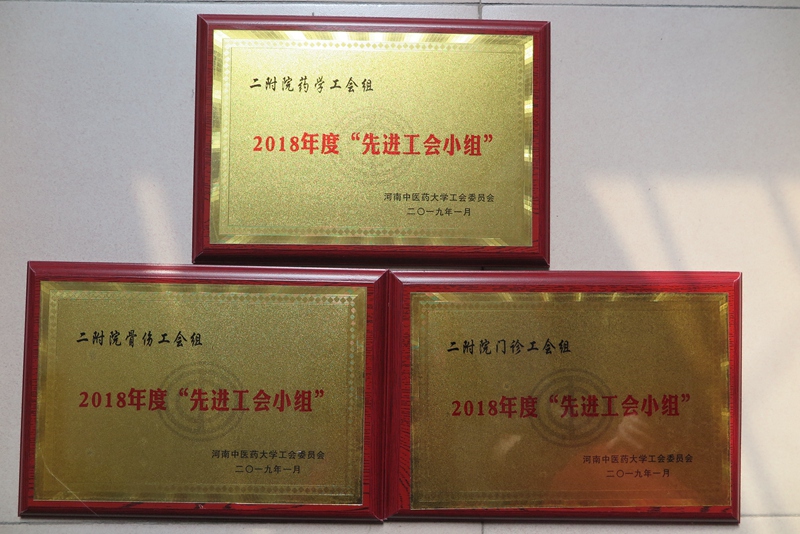 二附院药学工会组
2018年度“先进工会小组”
河南中医药大学工会委员会
二〇一九年一月
二附院骨伤工会组
2018年度“先进工会小组”
河南中医药大学工会委员会
二〇一九年一月
二附院门诊工会组
2018年度“先进工会小组”
河南中医药大学工会委员会
二〇一九年一月